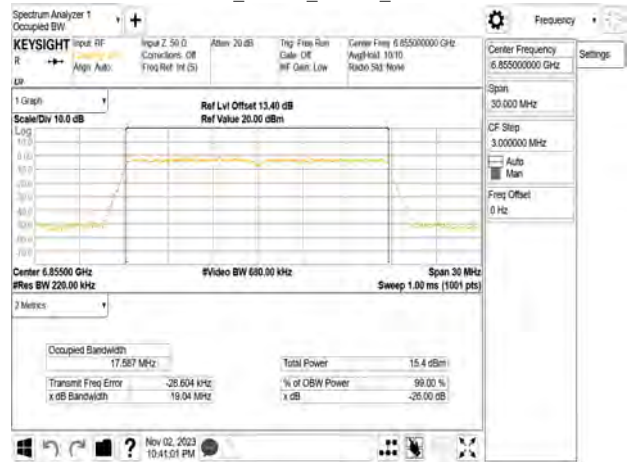 Spectrum Analyzer 1
Occupied BW
Frequency
KEYSIGHT
Input: RF
Align: Auto
Input Z: 50 Ω
Corrections: Off
Freq Ref: Int (S)
Atten: 20 dB
Trig: Free Run
Gate: Off
#IF Gain: Low
Center Freq: 6.855000000 GHz
Avg|Hold: 10/10
Radio Std: None
Center Frequency
6.855000000 GHz
Settings
Span
30.000 MHz
CF Step
3.000000 MHz
Auto
Man
Freq Offset
0 Hz
1 Graph
Scale/Div 10.0 dB
Ref Lvl Offset 13.40 dB
Ref Value 20.00 dBm
Log
Center 6.85500 GHz
#Res BW 220.00 kHz
#Video BW 680.00 kHz
Span 30 MHz
Sweep 1.00 ms (1001 pts)
2 Metrics
Occupied Bandwidth
17.587 MHz
Total Power 15.4 dBm
Transmit Freq Error -28.604 kHz
% of OBW Power 99.00 %
x dB Bandwidth 19.04 MHz
x dB -26.00 dB
?
Nov 02, 2023
10:41:01 PM